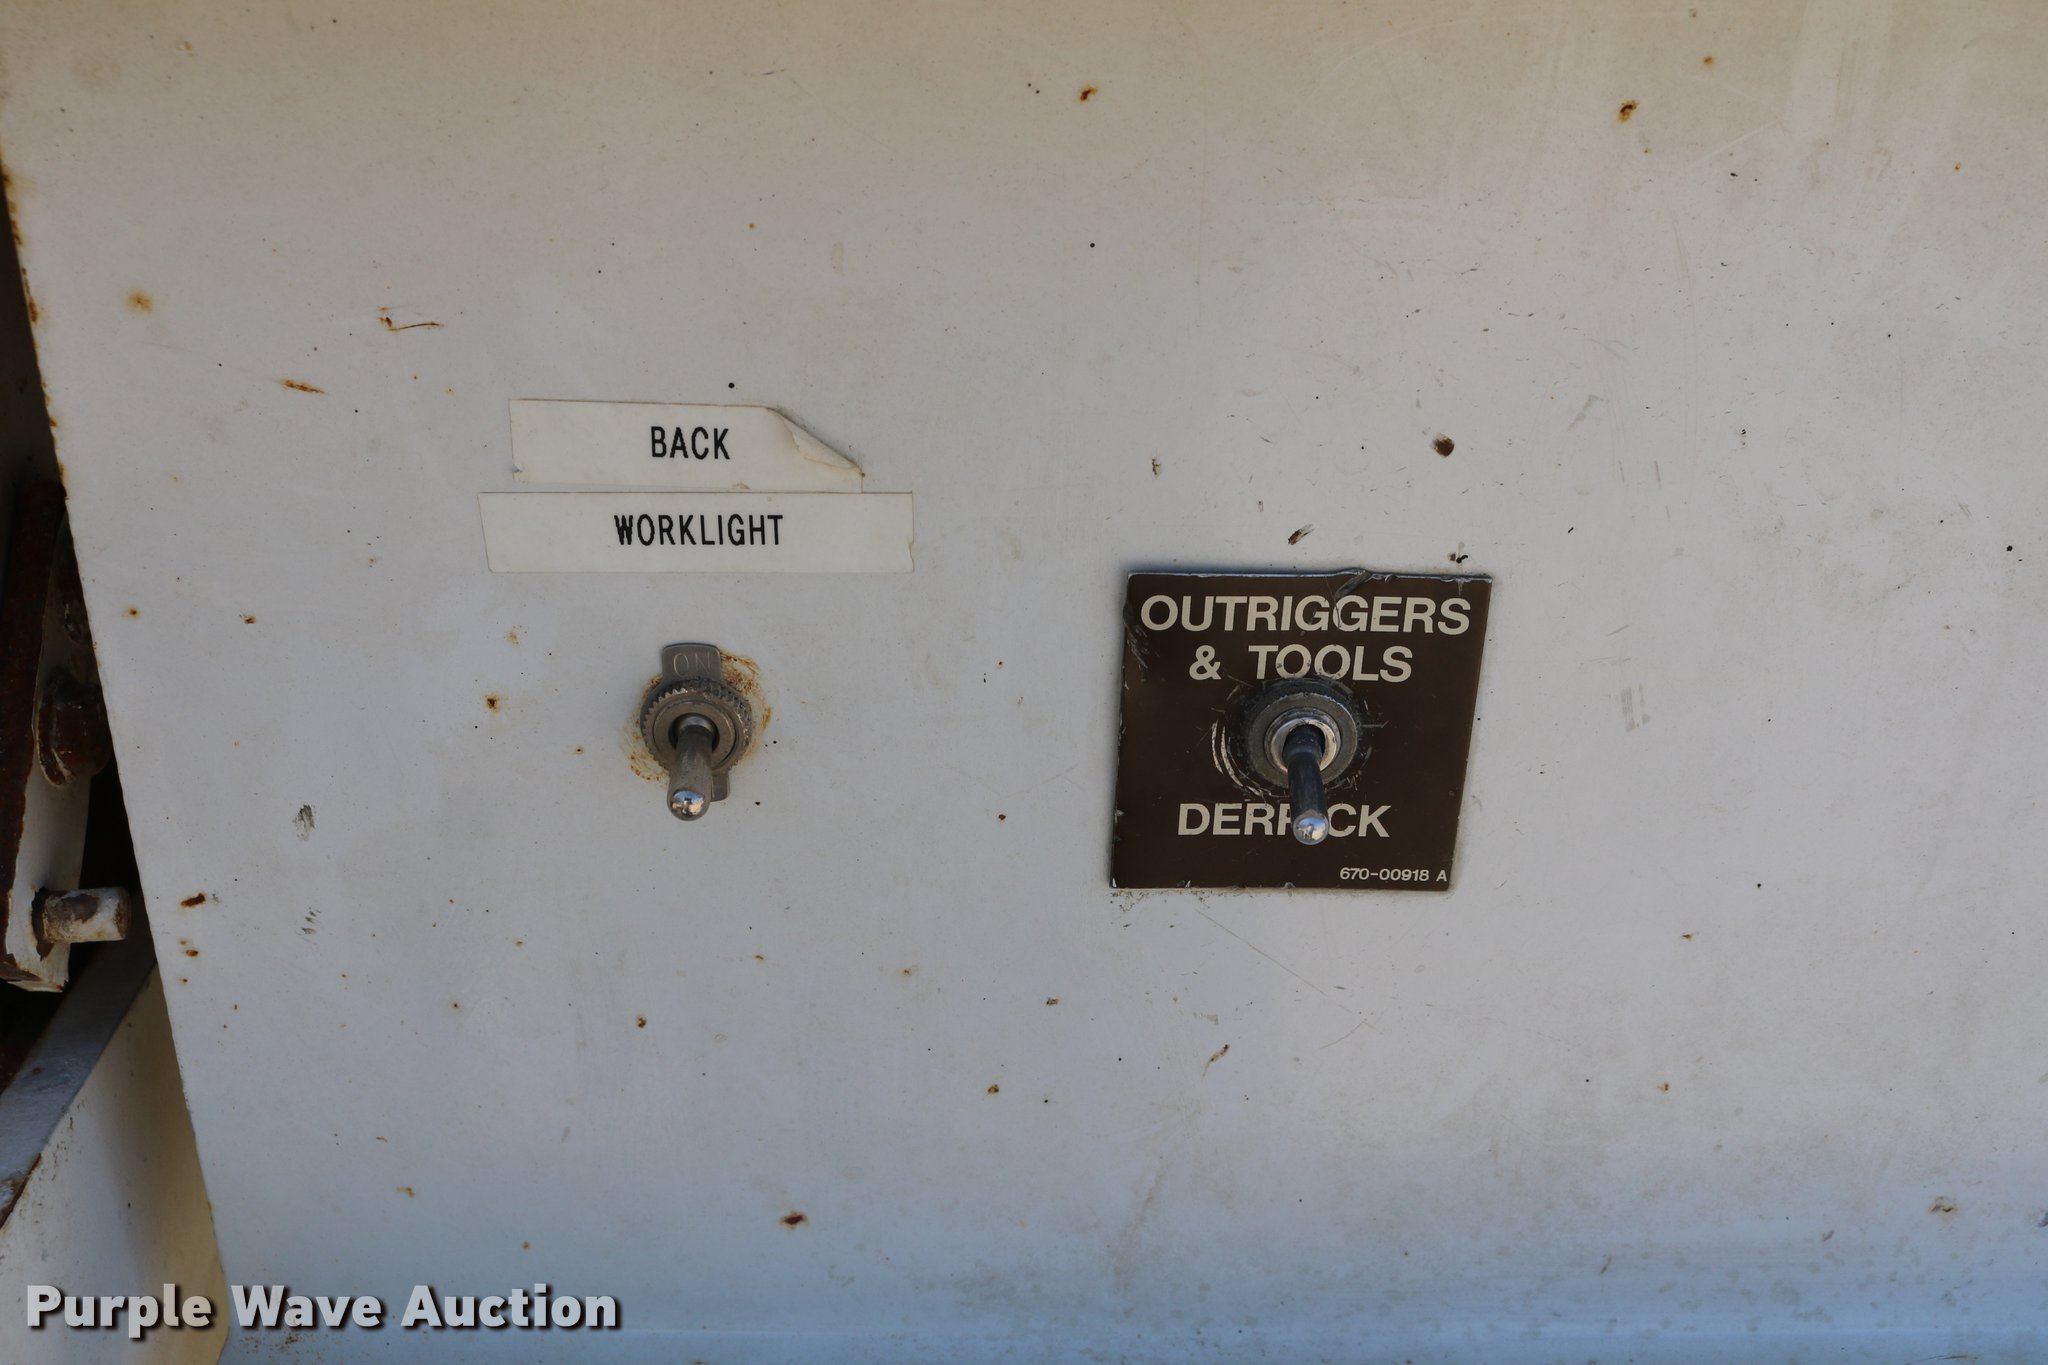 BACK
WORKLIGHT
ON
OUTRIGGERS
& TOOLS
DERRICK
670-00918 A
Purple Wave Auction